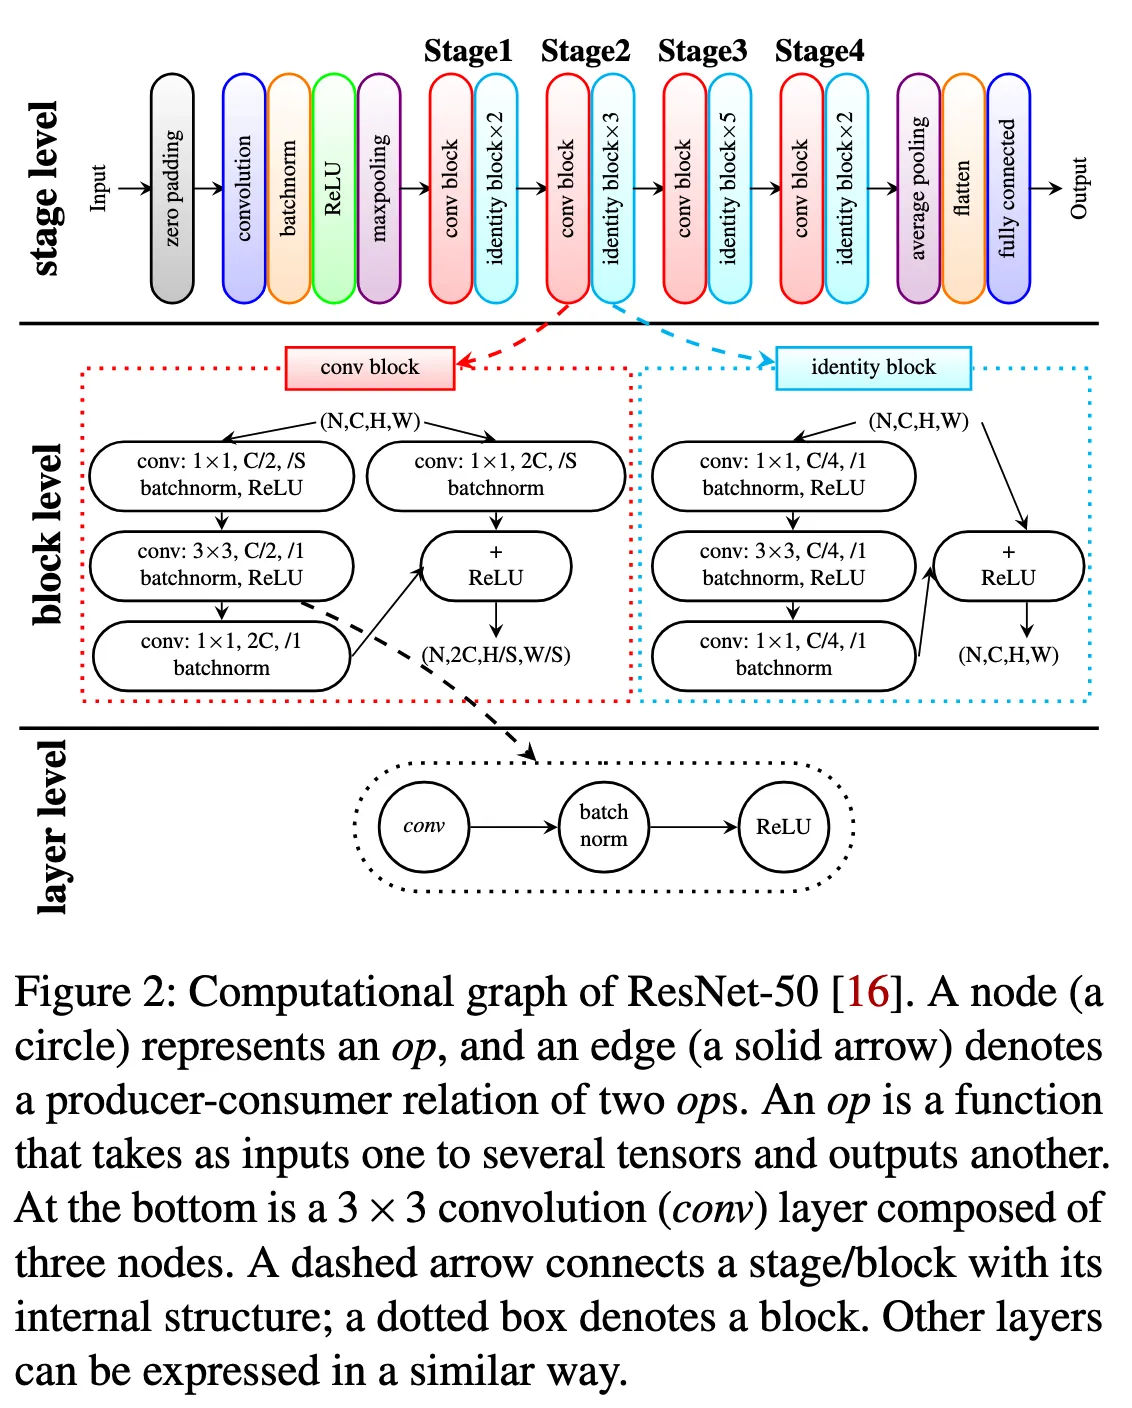 Stage1 Stage2 Stage3 Stage4
stage level
Input
zero padding
convolution
batchnorm
ReLU
maxpooling
conv block
identity block×2
conv block
identity block×3
conv block
identity block×5
conv block
identity block×2
average pooling
flatten
fully connected
Output
block level
conv block
(N,C,H,W)
conv: 1×1, C/2, /S
batchnorm, ReLU
conv: 1×1, 2C, /S
batchnorm
conv: 3×3, C/2, /1
batchnorm, ReLU
+
ReLU
conv: 1×1, 2C, /1
batchnorm
(N,2C,H/S,W/S)
identity block
(N,C,H,W)
conv: 1×1, C/4, /1
batchnorm, ReLU
conv: 3×3, C/4, /1
batchnorm, ReLU
+
ReLU
conv: 1×1, C/4, /1
batchnorm
(N,C,H,W)
layer level
conv
batch
norm
ReLU
Figure 2: Computational graph of ResNet-50 [16]. A node (a
circle) represents an op, and an edge (a solid arrow) denotes
a producer-consumer relation of two ops. An op is a function
that takes as inputs one to several tensors and outputs another.
At the bottom is a 3 × 3 convolution (conv) layer composed of
three nodes. A dashed arrow connects a stage/block with its
internal structure; a dotted box denotes a block. Other layers
can be expressed in a similar way.